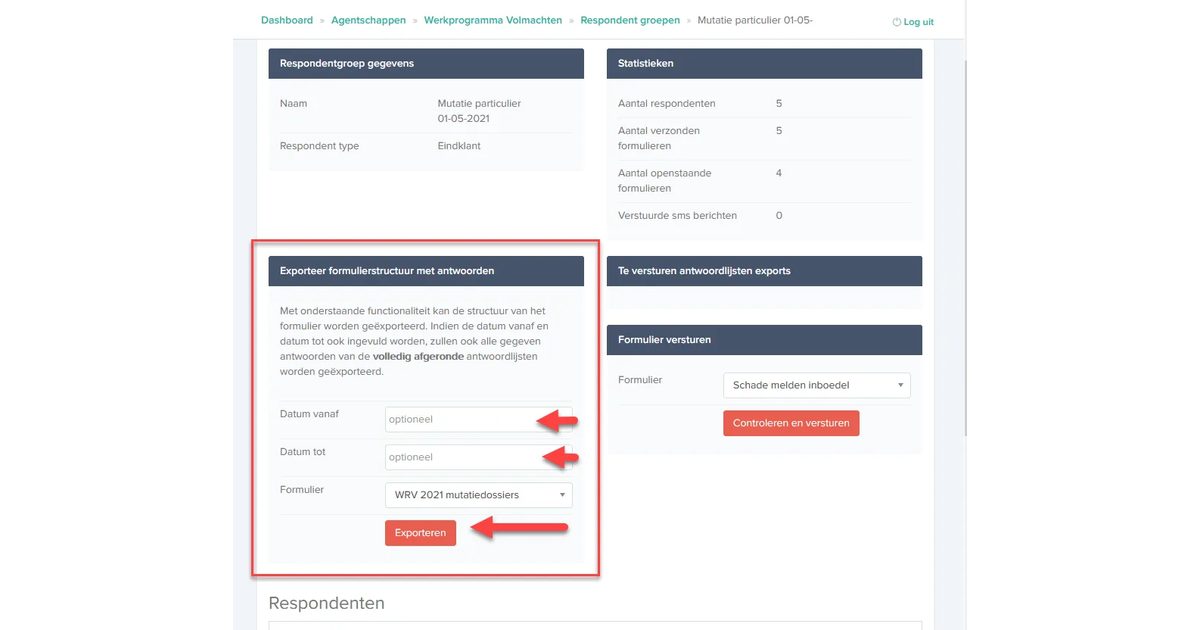 Dashboard » Agentschappen » Werkprogramma Volmachten » Respondent groepen » Mutatie particulier 01-05-
Log uit
Respondentgroep gegevens
Naam
Mutatie particulier
01-05-2021
Respondent type
Eindklant
Statistieken
Aantal respondenten
5
Aantal verzonden
formulieren
5
Aantal openstaande
formulieren
4
Verstuurde sms berichten
0
Exporteer formulierstructuur met antwoorden
Met onderstaande functionaliteit kan de structuur van het
formulier worden geëxporteerd. Indien de datum vanaf en
datum tot ook ingevuld worden, zullen ook alle gegeven
antwoorden van de volledig afgeronde antwoordlijsten
worden geëxporteerd.
Datum vanaf
optioneel
Datum tot
optioneel
Formulier
WRV 2021 mutatiedossiers
Exporteren
Te versturen antwoordlijsten exports
Formulier versturen
Formulier
Schade melden inboedel
Controleren en versturen
Respondenten